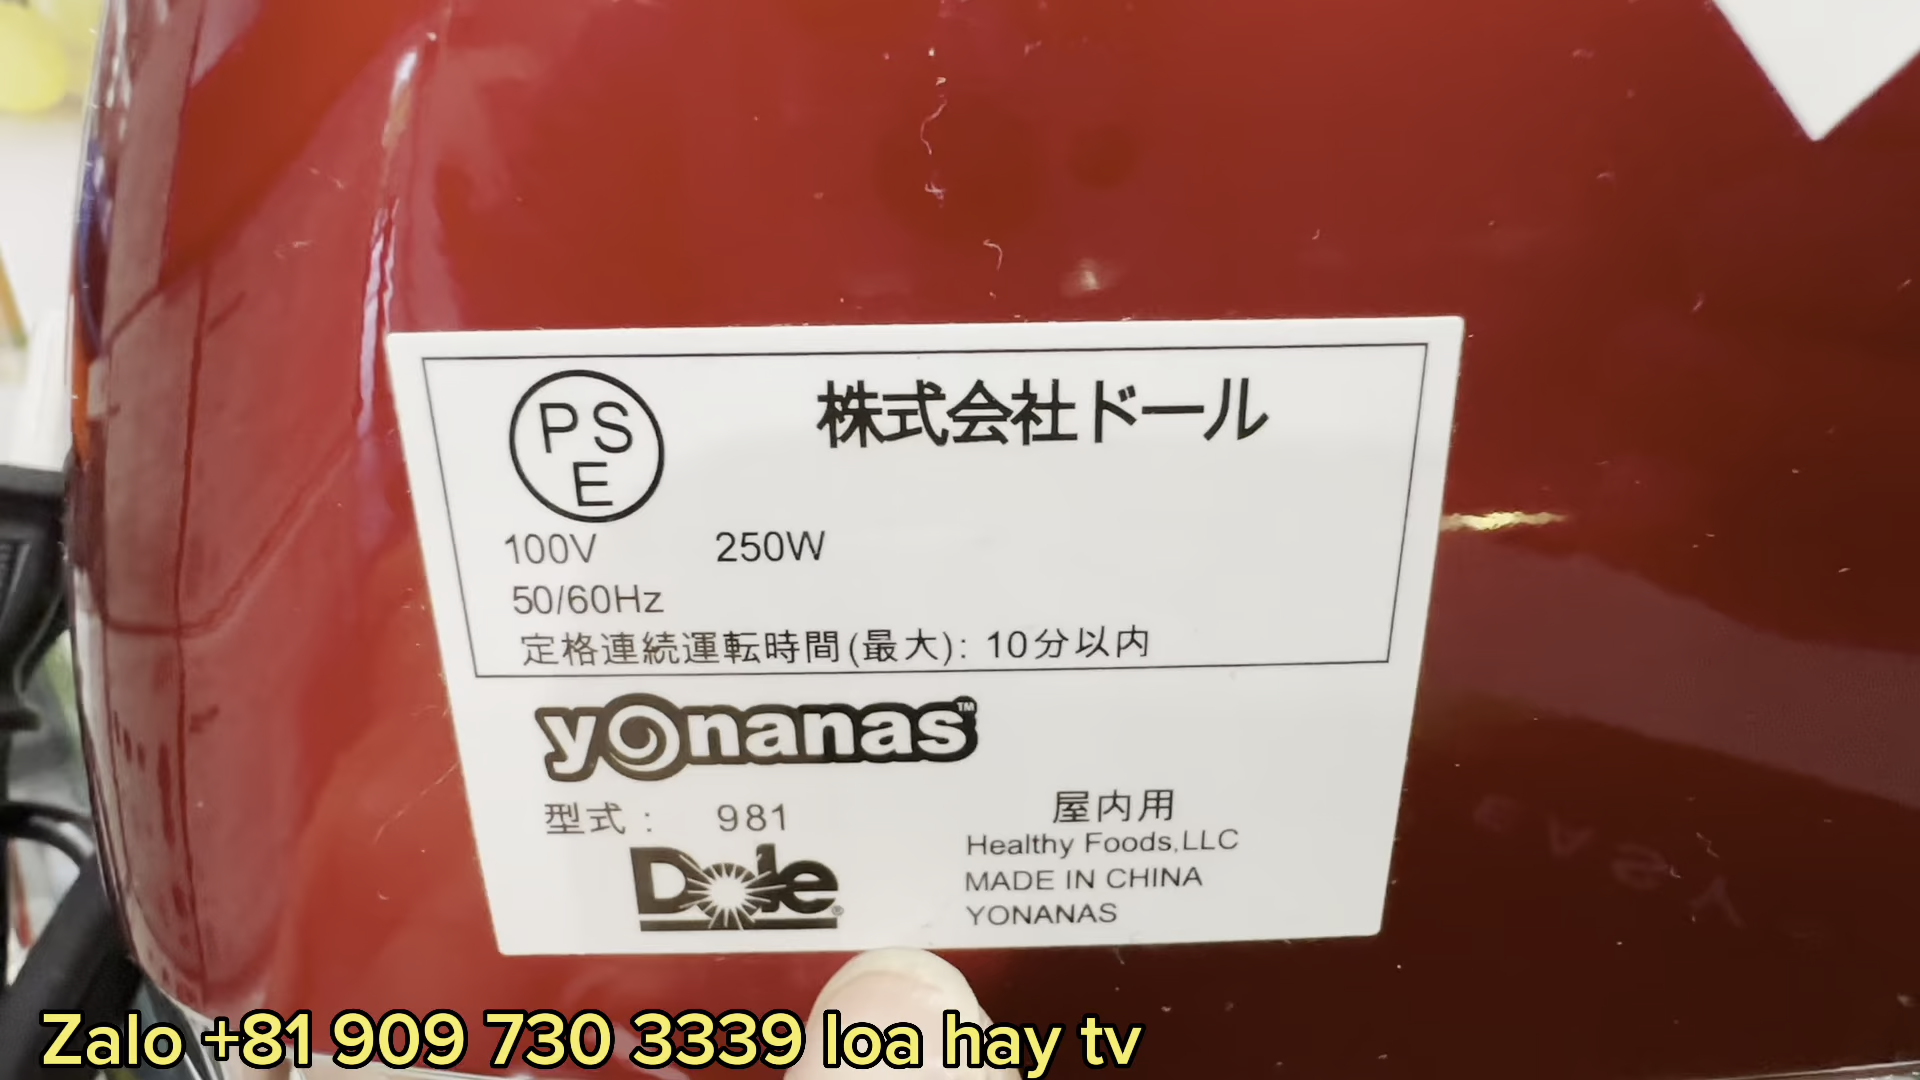 PS
E
株式会社ドール
100V 250W
50/60Hz
定格連続運転時間(最大): 10分以内
yonanas™
型式: 981
屋内用
Dole®
Healthy Foods,LLC
MADE IN CHINA
YONANAS
Zalo +81 909 730 3339 loa hay tv